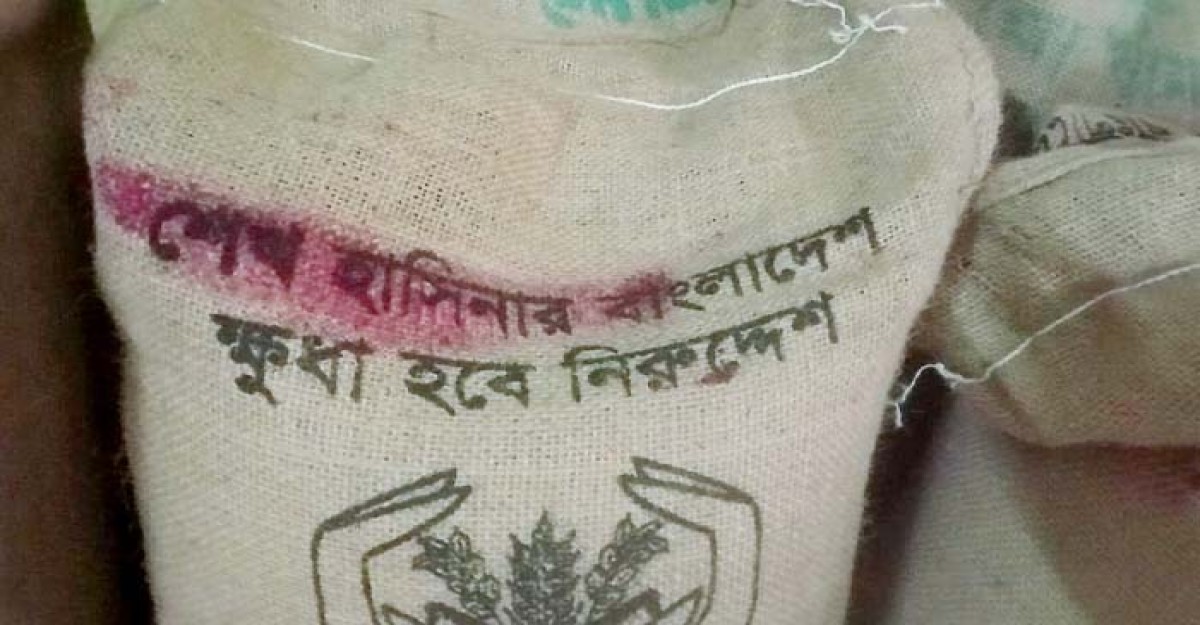 শেখ হাসিনার বাংলাদেশ
ক্ষুধা হবে নিরুদ্দেশ